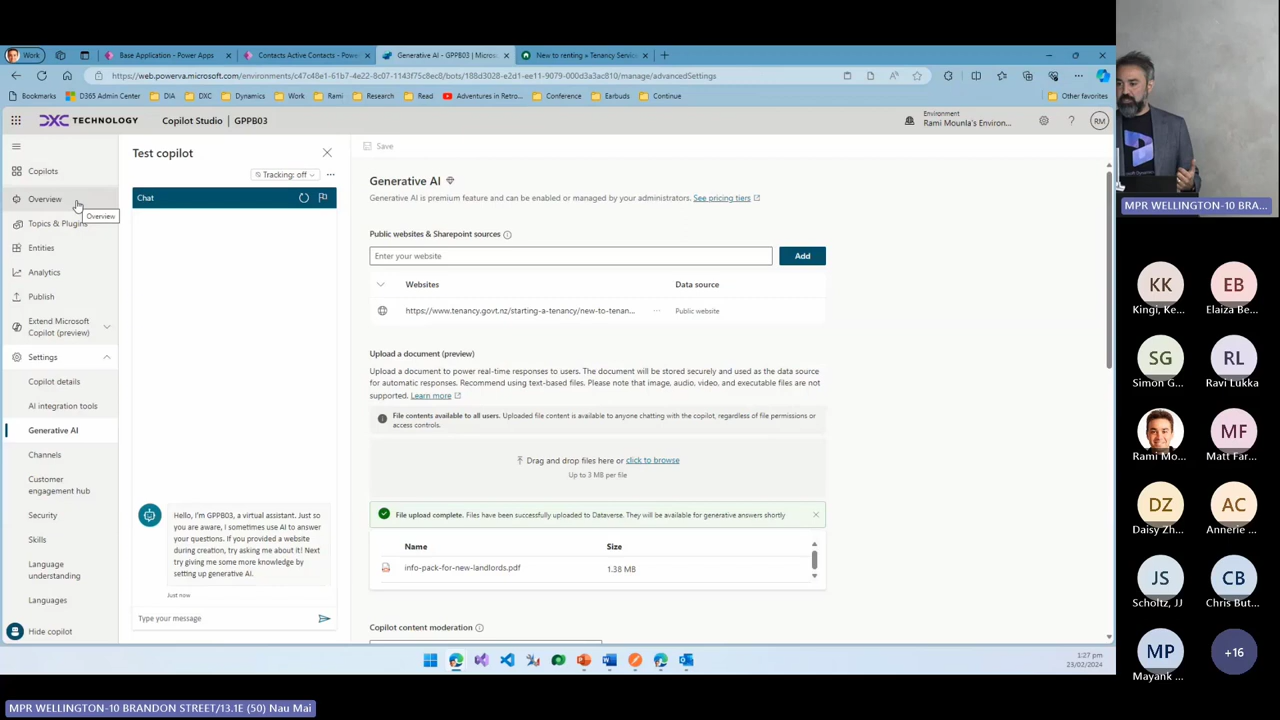 Work
Base Application - Power Apps
Contacts Active Contacts - Powe
Generative AI - GPPB03 | Micros
New to renting » Tenancy Servic
https://web.powerva.microsoft.com/environments/c47c48e1-61b7-4e22-8c07-1143f75c8ec8/bots/188d3028-e2d1-ee11-9079-000d3a3ac810/manage/advancedSettings
Bookmarks
D365 Admin Center
DIA
DXC
Dynamics
Work
Rami
Research
Read
Adventures in Retro...
Conference
Earbuds
Continue
Other favorites
DXC TECHNOLOGY
Copilot Studio | GPPB03
Environment
Rami Mounla's Environ...
?
RM
Copilots
Overview
Overview
Topics & Plugins
Entities
Analytics
Publish
Extend Microsoft
Copilot (preview)
Settings
Copilot details
AI integration tools
Generative AI
Channels
Customer
engagement hub
Security
Skills
Language
understanding
Languages
Hide copilot
Test copilot
Tracking: off
Chat
Hello, I'm GPPB03, a virtual assistant. Just so
you are aware, I sometimes use AI to answer
your questions. If you provided a website
during creation, try asking me about it! Next
try giving me some more knowledge by
setting up generative AI.
Just now
Type your message
Save
Generative AI
Generative AI is premium feature and can be enabled or managed by your administrators. See pricing tiers
Public websites & Sharepoint sources
Enter your website
Add
Websites
Data source
https://www.tenancy.govt.nz/starting-a-tenancy/new-to-tenan...
Public website
Upload a document (preview)
Upload a document to power real-time responses to users. The document will be stored securely and used as the data source
for automatic responses. Recommend using text-based files. Please note that image, audio, video, and executable files are not
supported. Learn more
File contents available to all users. Uploaded file content is available to anyone chatting with the copilot, regardless of file permissions or
access controls.
Drag and drop files here or click to browse
Up to 3 MB per file
File upload complete. Files have been successfully uploaded to Dataverse. They will be available for generative answers shortly
Name
Size
info-pack-for-new-landlords.pdf
1.38 MB
Copilot content moderation
1:27 pm
23/02/2024
MPR WELLINGTON-10 BRANDON STREET/13.1E (50) Nau Mai
MPR WELLINGTON-10 BRA...
KK
Kingi, Ke...
EB
Elaiza Be...
SG
Simon G...
RL
Ravi Lukka
Rami Mo...
MF
Matt Far...
DZ
Daisy Zh...
AC
Annerie ...
JS
Scholtz, JJ
CB
Chris But...
MP
Mayank ...
+16